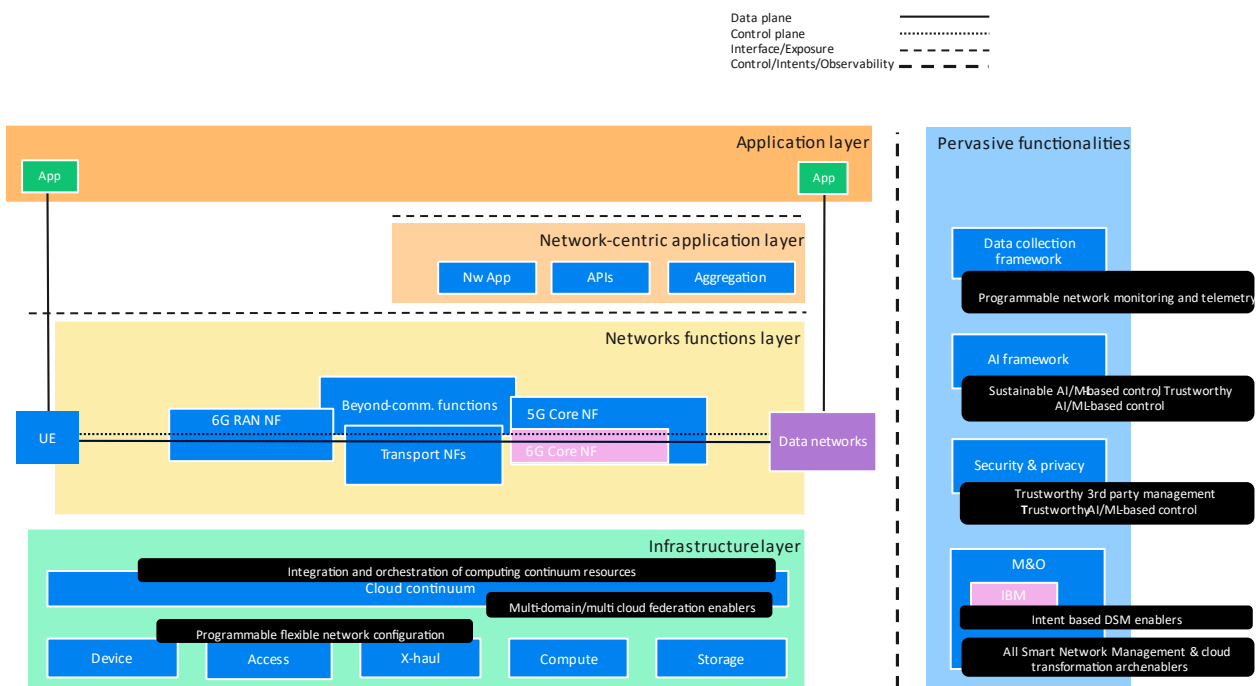 Data plane
Control plane
Interface/Exposure
Control/Intents/Observability
Application layer
App
App
Network-centric application layer
Nw App
APIs
Aggregation
Networks functions layer
Beyond-comm. functions
6G RAN NF
5G Core NF
UE
Data networks
Transport NFs
6G Core NF
Infrastructure layer
Integration and orchestration of computing continuum resources
Cloud continuum
Multi-domain/multi cloud federation enablers
Programmable flexible network configuration
Device
Access
X-haul
Compute
Storage
Pervasive functionalities
Data collection
framework
Programmable network monitoring and telemetry
AI framework
Sustainable AI/ML-based control, Trustworthy
AI/ML-based control
Security & privacy
Trustworthy 3rd party management
Trustworthy AI/ML-based control
M&O
IBM
Intent based DSM enablers
All Smart Network Management & cloud
transformation arch.enablers